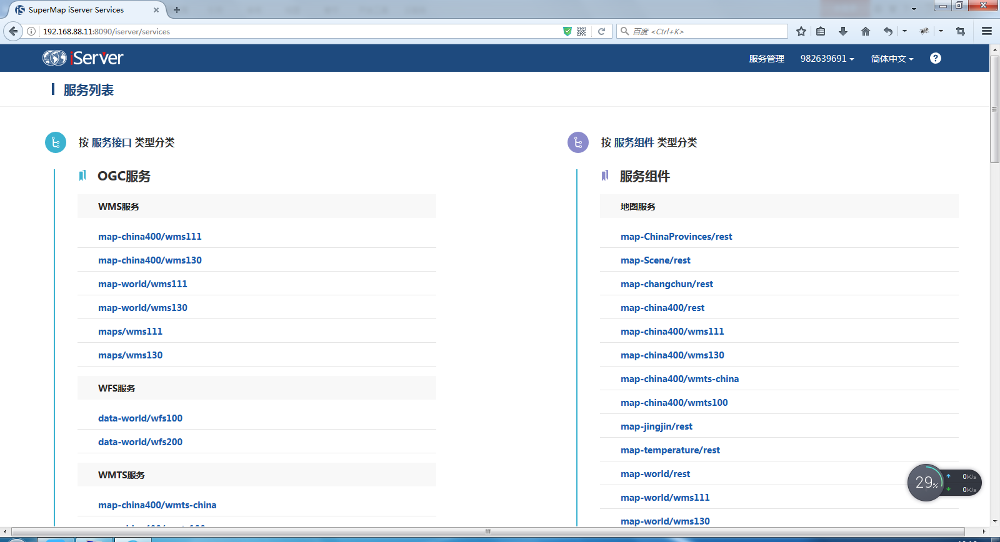 SuperMap iServer Services
192.168.88.11:8090/iserver/services
百度 <Ctrl+K>
iServer
服务管理
982639691
简体中文
?
服务列表
按 服务接口 类型分类
OGC服务
WMS服务
map-china400/wms111
map-china400/wms130
map-world/wms111
map-world/wms130
maps/wms111
maps/wms130
WFS服务
data-world/wfs100
data-world/wfs200
WMTS服务
map-china400/wmts-china
按 服务组件 类型分类
服务组件
地图服务
map-ChinaProvinces/rest
map-Scene/rest
map-changchun/rest
map-china400/rest
map-china400/wms111
map-china400/wms130
map-china400/wmts-china
map-china400/wmts100
map-jingjin/rest
map-temperature/rest
map-world/rest
map-world/wms111
map-world/wms130
29%
0K/s
0K/s